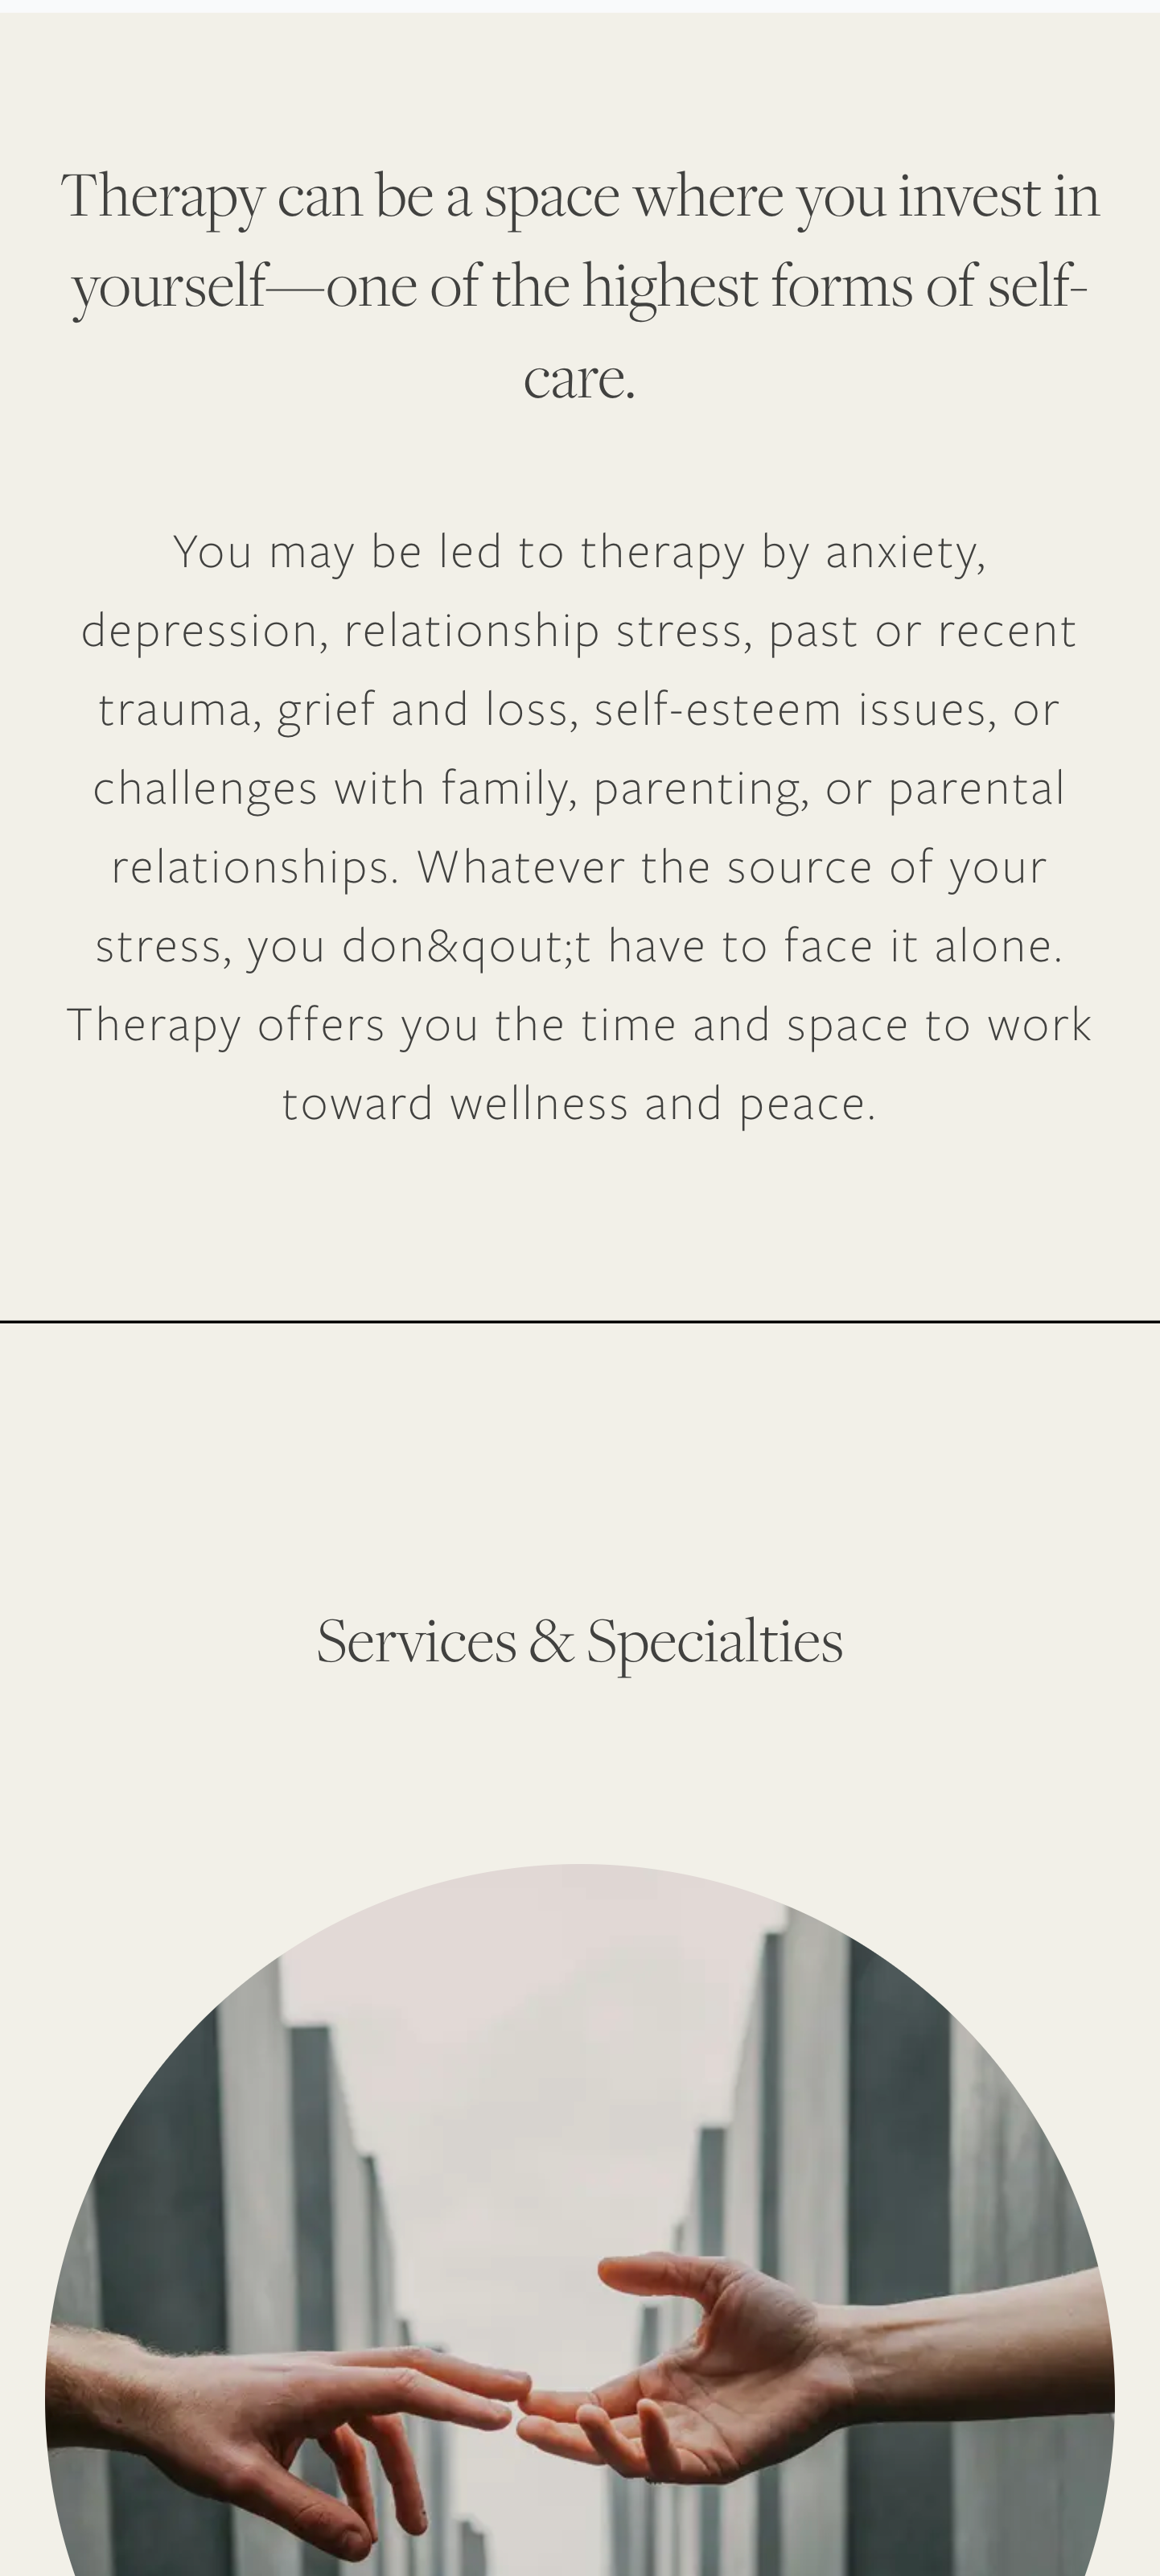 Therapy can be a space where you invest in
yourself—one of the highest forms of self-
care.
You may be led to therapy by anxiety,
depression, relationship stress, past or recent
trauma, grief and loss, self-esteem issues, or
challenges with family, parenting, or parental
relationships. Whatever the source of your
stress, you don&qout;t have to face it alone.
Therapy offers you the time and space to work
toward wellness and peace.
Services & Specialties